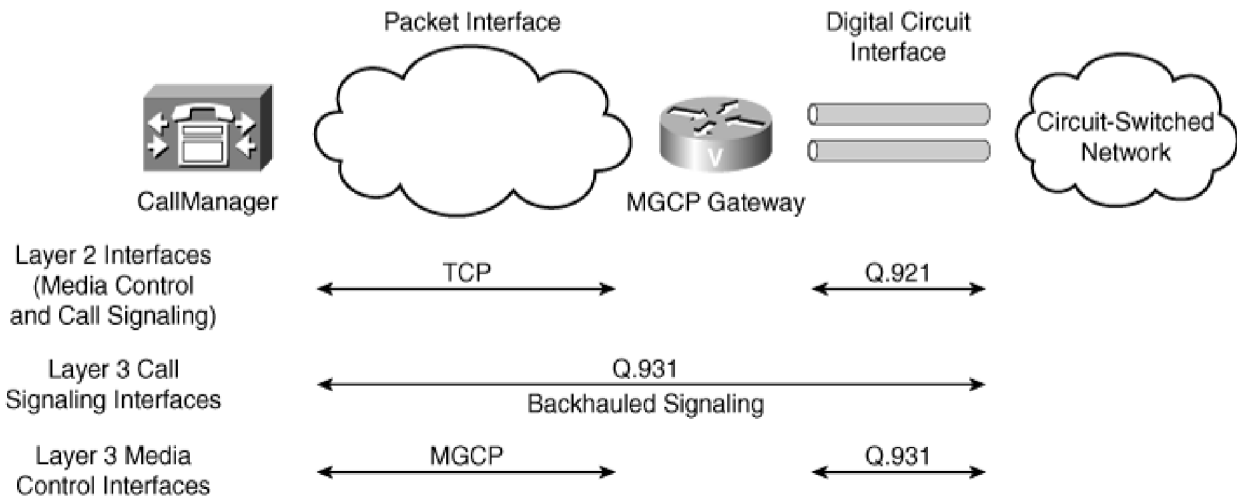 Packet Interface
Digital Circuit
Interface
Circuit-Switched
Network
V
CallManager
MGCP Gateway
Layer 2 Interfaces
(Media Control
and Call Signaling)
TCP
Q.921
Layer 3 Call
Signaling Interfaces
Q.931
Backhauled Signaling
Layer 3 Media
Control Interfaces
MGCP
Q.931